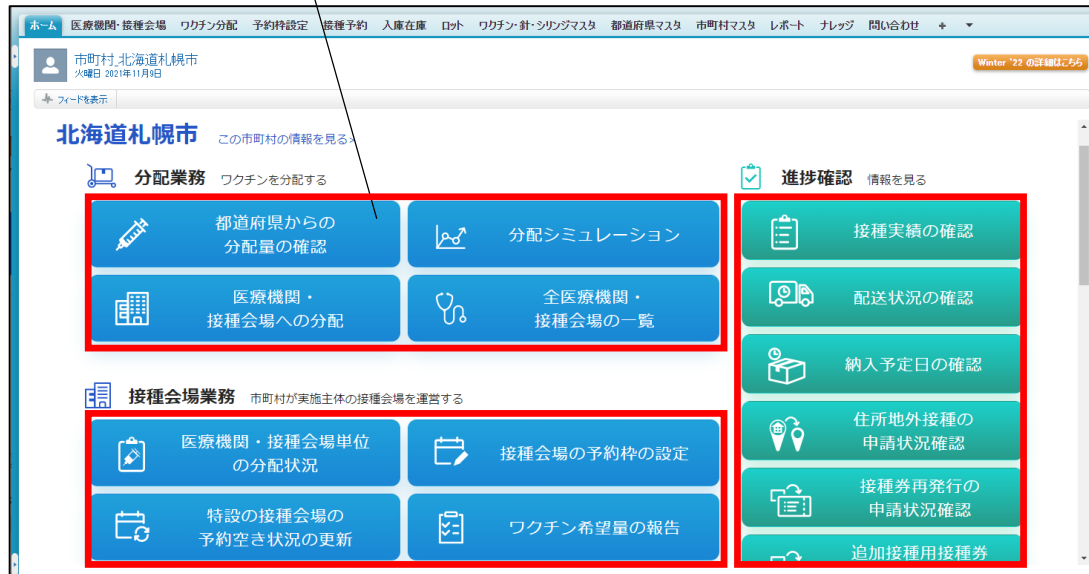 ホーム 医療機関・接種会場 ワクチン分配 予約枠設定 接種予約 入庫在庫 ロット ワクチン・針・シリンジマスタ 都道府県マスタ 市町村マスタ レポート ナレッジ 問い合わせ +
市町村_北海道札幌市
火曜日 2021年11月9日
Winter '22 の詳細はこちら
フィードを表示
北海道札幌市 この市町村の情報を見る>
分配業務 ワクチンを分配する
都道府県からの
分配量の確認
分配シミュレーション
医療機関・
接種会場への分配
全医療機関・
接種会場の一覧
接種会場業務 市町村が実施主体の接種会場を運営する
医療機関・接種会場単位
の分配状況
接種会場の予約枠の設定
特設の接種会場の
予約空き状況の更新
ワクチン希望量の報告
進捗確認 情報を見る
接種実績の確認
配送状況の確認
納入予定日の確認
住所地外接種の
申請状況確認
接種券再発行の
申請状況確認
追加接種用接種券